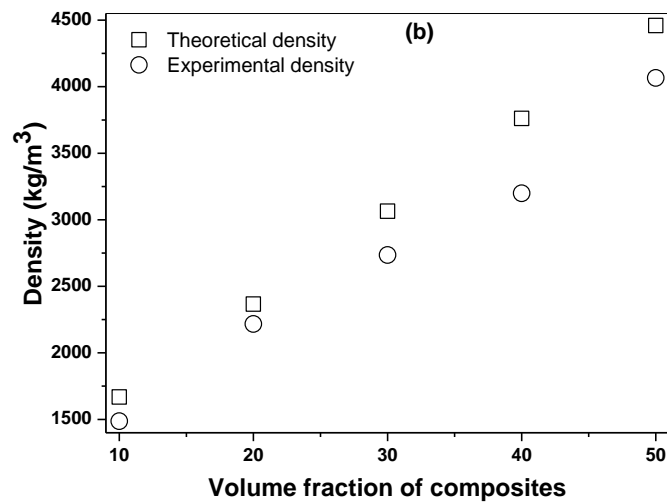 (b)
Theoretical density
Experimental density
Density (kg/m³)
4500
4000
3500
3000
2500
2000
1500
10 20 30 40 50
Volume fraction of composites